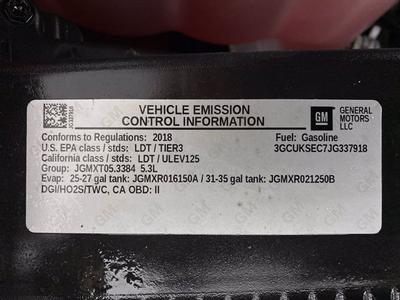 JG337918
VEHICLE EMISSION
CONTROL INFORMATION
GM
GENERAL
MOTORS
LLC
Conforms to Regulations: 2018
Fuel: Gasoline
U.S. EPA class / stds: LDT / TIER3
3GCUKSEC7JG337918
California class / stds: LDT / ULEV125
Group: JGMXT05.3384 5.3L
Evap: 25-27 gal tank: JGMXR016150A / 31-35 gal tank: JGMXR021250B
DGI/HO2S/TWC, CA OBD: II